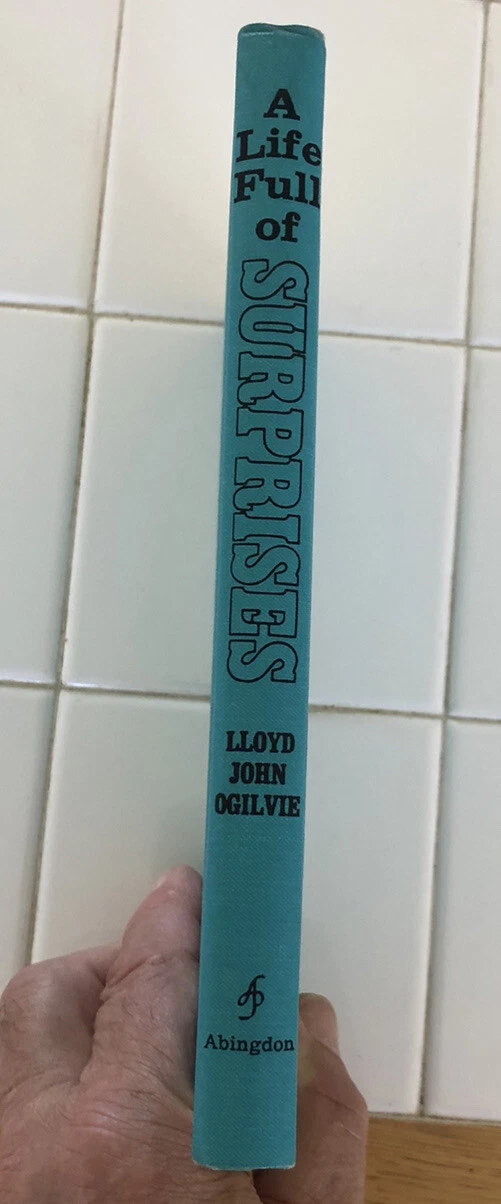 A
Life
Full
of
SURPRISES
LLOYD
JOHN
OGILVIE
Abingdon